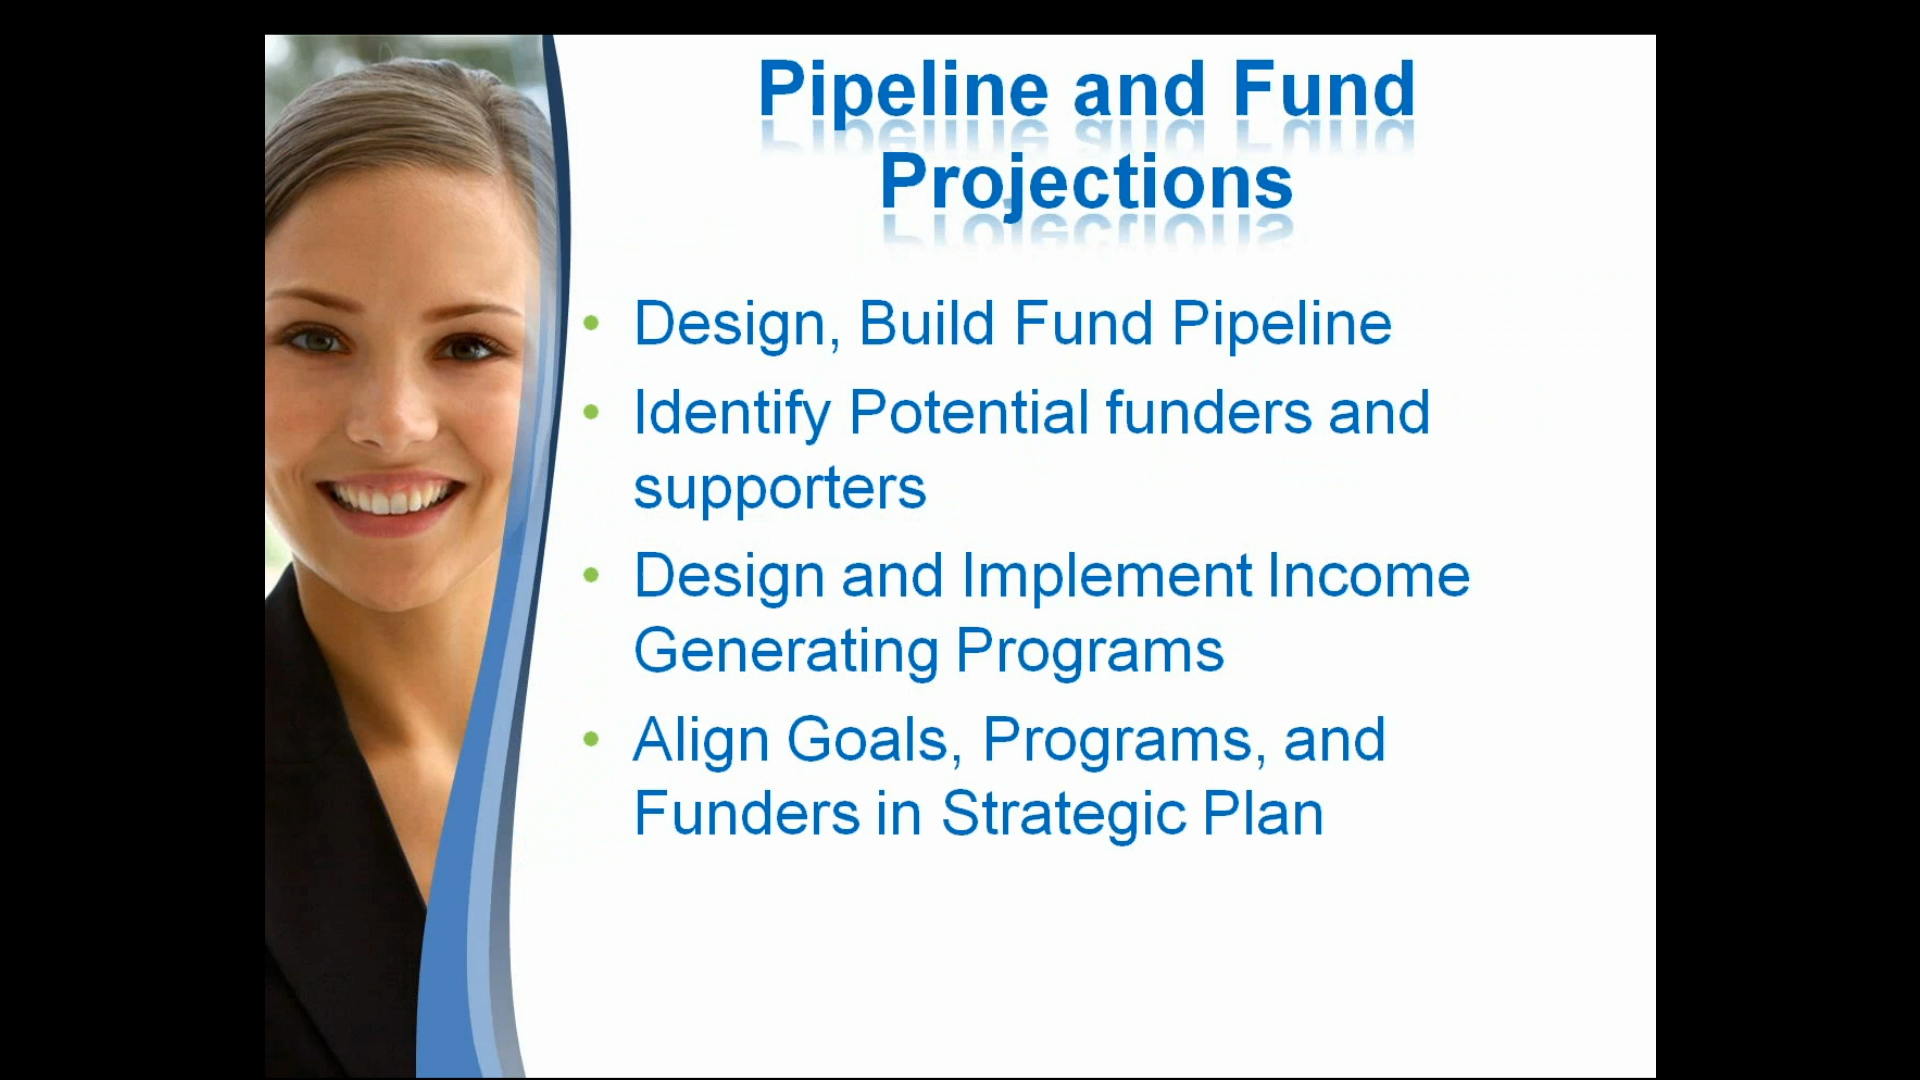 Pipeline and Fund
Projections
• Design, Build Fund Pipeline
• Identify Potential funders and
supporters
• Design and Implement Income
Generating Programs
• Align Goals, Programs, and
Funders in Strategic Plan